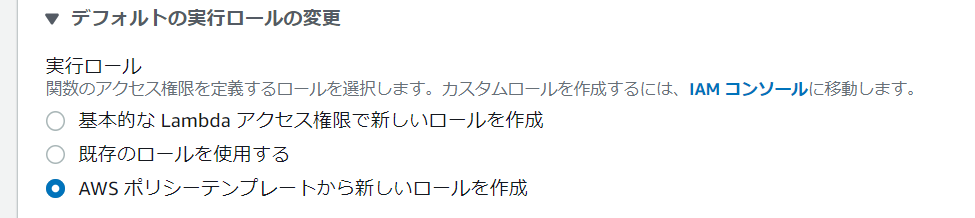 ▼ デフォルトの実行ロールの変更
実行ロール
関数のアクセス権限を定義するロールを選択します。カスタムロールを作成するには、IAM コンソールに移動します。
基本的な Lambda アクセス権限で新しいロールを作成
既存のロールを使用する
AWS ポリシーテンプレートから新しいロールを作成